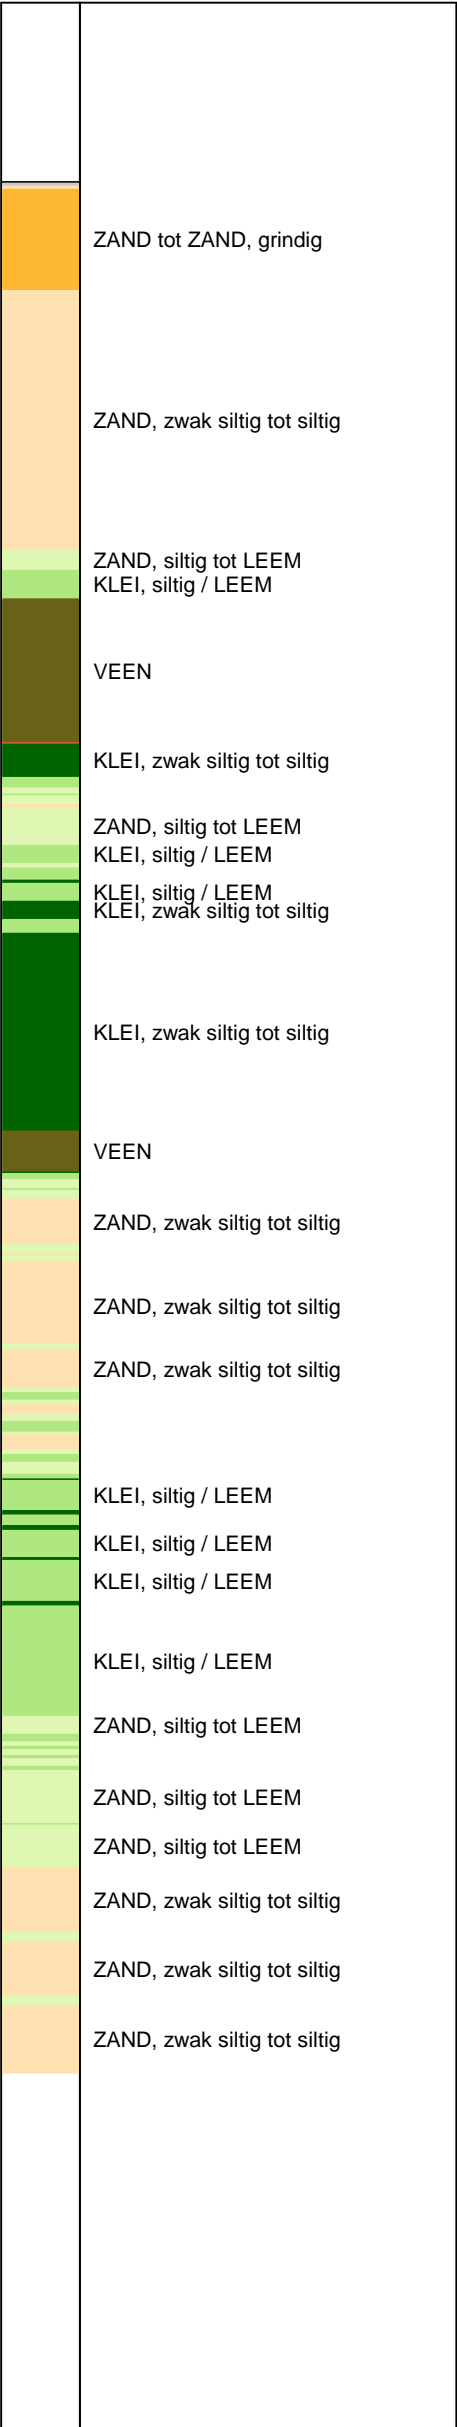 ZAND tot ZAND, grindig
ZAND, zwak siltig tot siltig
ZAND, siltig tot LEEM
KLEI, siltig / LEEM
VEEN
KLEI, zwak siltig tot siltig
ZAND, siltig tot LEEM
KLEI, siltig / LEEM
KLEI, siltig / LEEM
KLEI, zwak siltig tot siltig
KLEI, zwak siltig tot siltig
VEEN
ZAND, zwak siltig tot siltig
ZAND, zwak siltig tot siltig
ZAND, zwak siltig tot siltig
KLEI, siltig / LEEM
KLEI, siltig / LEEM
KLEI, siltig / LEEM
KLEI, siltig / LEEM
ZAND, siltig tot LEEM
ZAND, siltig tot LEEM
ZAND, siltig tot LEEM
ZAND, zwak siltig tot siltig
ZAND, zwak siltig tot siltig
ZAND, zwak siltig tot siltig